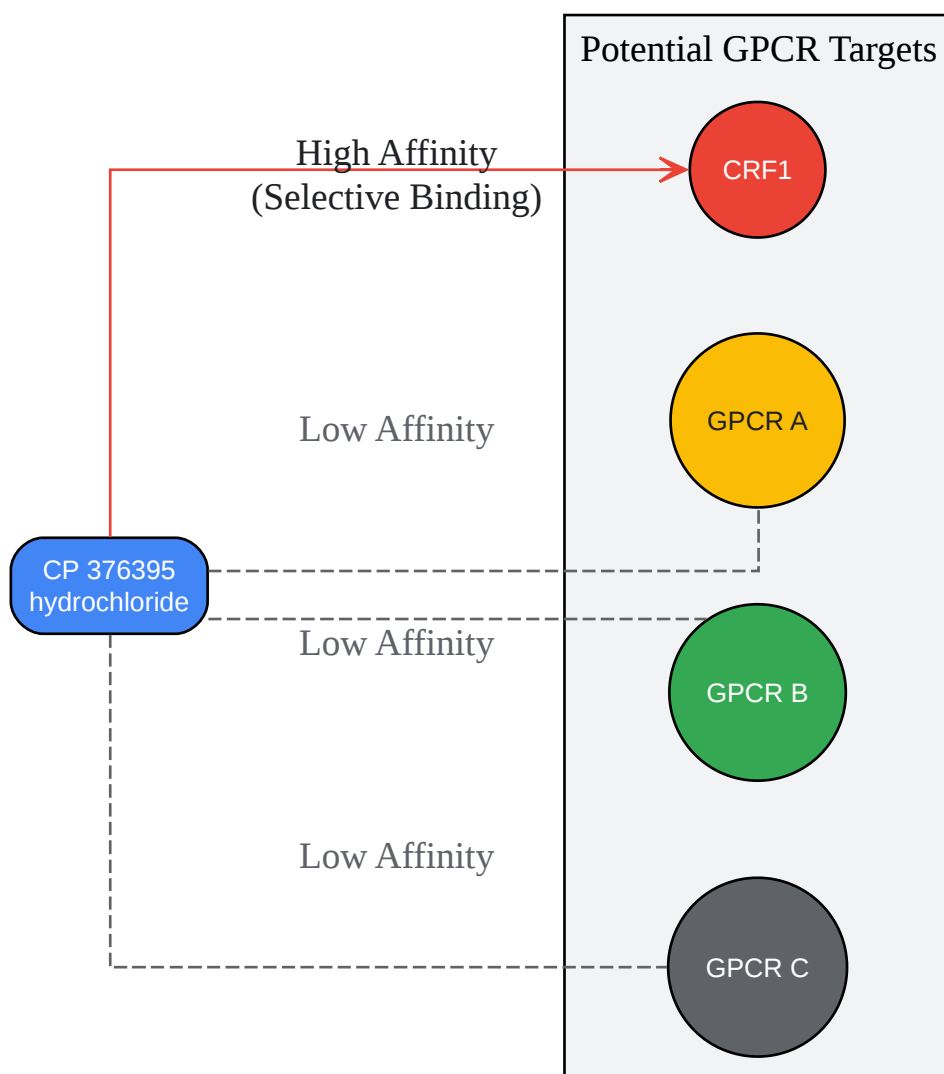 Potential GPCR Targets
High Affinity
(Selective Binding)
CRF1
Low Affinity
GPCR A
CP 376395
hydrochloride
Low Affinity
GPCR B
Low Affinity
GPCR C